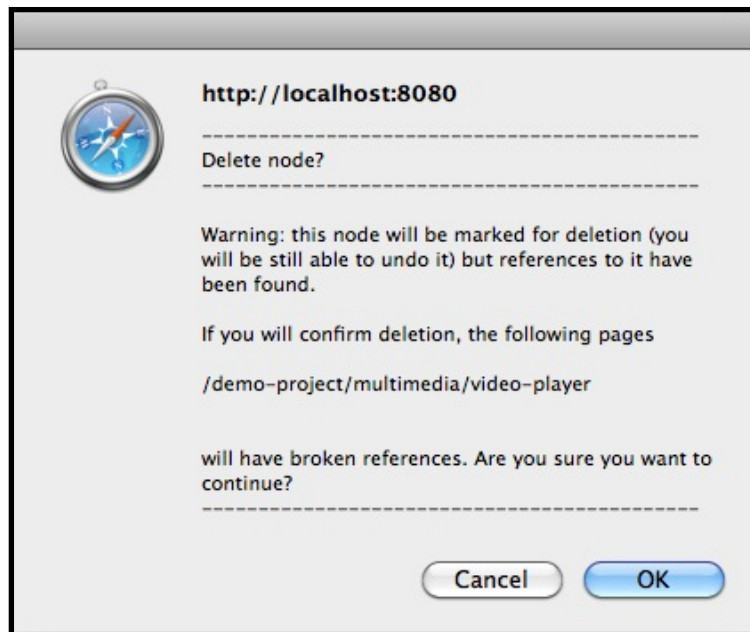 http://localhost:8080
--------------------------------------------
Delete node?
--------------------------------------------
Warning: this node will be marked for deletion (you
will be still able to undo it) but references to it have
been found.
If you will confirm deletion, the following pages
/demo-project/multimedia/video-player
will have broken references. Are you sure you want to
continue?
--------------------------------------------
Cancel
OK